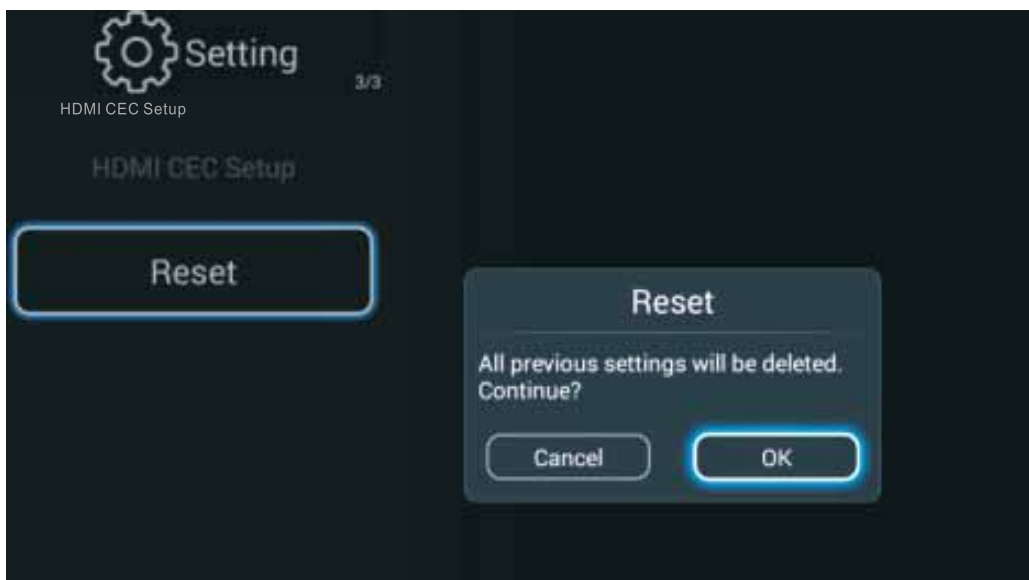 Setting
3/3
HDMI CEC Setup
HDMI CEC Setup
Reset
Reset
All previous settings will be deleted.
Continue?
Cancel
OK